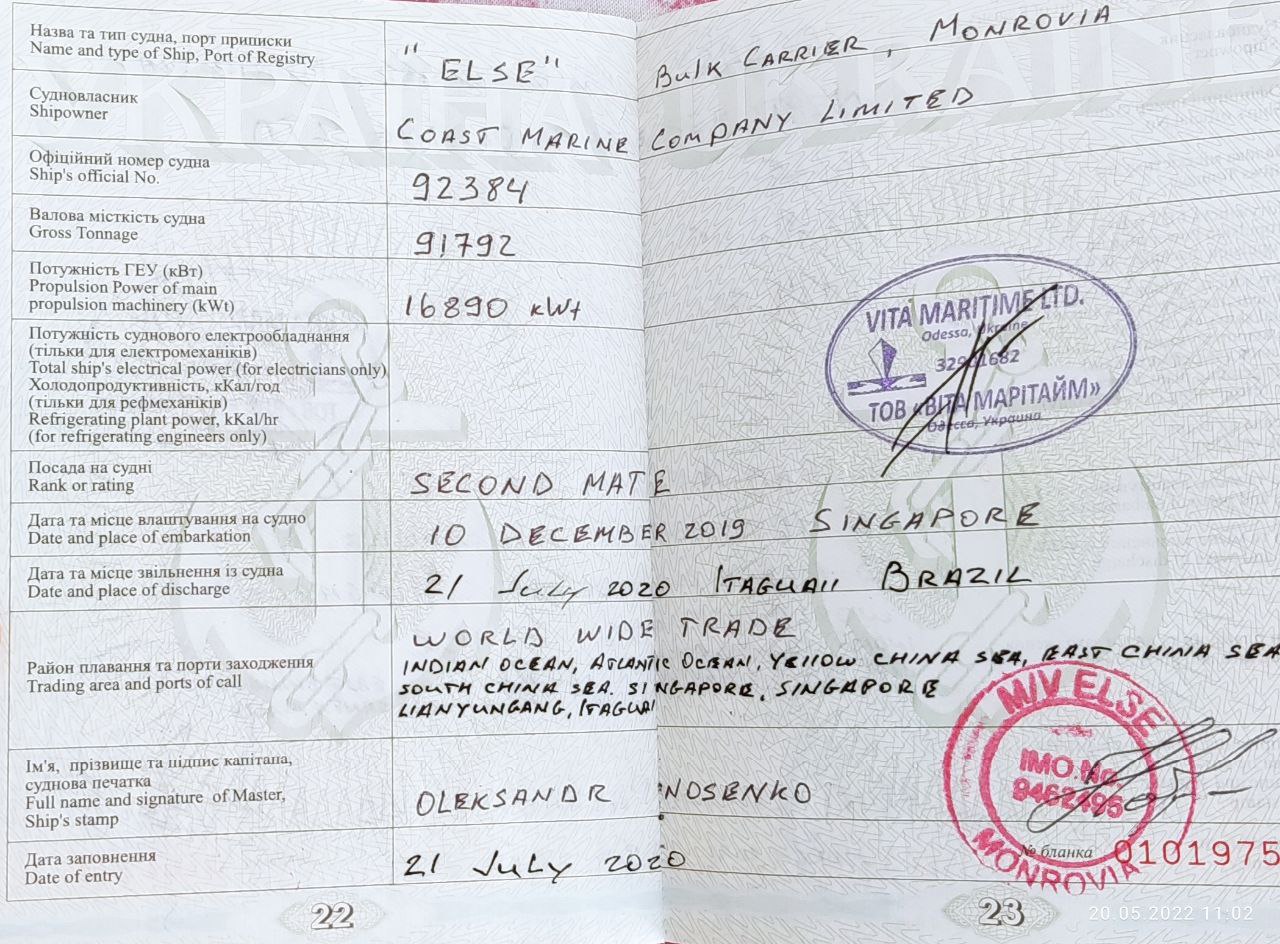 Назва та тип судна, порт приписки
Name and type of Ship, Port of Registry
"ELSE" BULK CARRIER, MONROVIA
Судновласник
Shipowner
COAST MARINE COMPANY LIMITED
Офіційний номер судна
Ship's official No.
92384
Валова місткість судна
Gross Tonnage
91792
Потужність ГЕУ (кВт)
Propulsion Power of main
propulsion machinery (kWt)
16890 kWt
Потужність суднового електрообладнання
(тільки для електромеханіків)
Total ship's electrical power (for electricians only)
Холодопродуктивність, кКал/год
(тільки для рефмеханіків)
Refrigerating plant power, kKal/hr
(for refrigerating engineers only)
VITA MARITIME LTD.
Odessa, Ukraine
ТОВ «ВІТА МАРІТАЙМ»
Одесса, Украина
Посада на судні
Rank or rating
SECOND MATE
Дата та місце влаштування на судно
Date and place of embarkation
10 DECEMBER 2019 SINGAPORE
Дата та місце звільнення із судна
Date and place of discharge
21 July 2020 ITAGUAII BRAZIL
Район плавання та порти заходження
Trading area and ports of call
WORLD WIDE TRADE
INDIAN OCEAN, ATLANTIC OCEAN, YELLOW CHINA SEA, EAST CHINA SEA
SOUTH CHINA SEA. SINGAPORE, SINGAPORE
LIANYUNGANG, ITAGUAI
Ім'я, прізвище та підпис капітана,
суднова печатка
Full name and signature of Master,
Ship's stamp
OLEKSANDR NOSENKO
M/V ELSE
IMO.No.
9462495
MONROVIA
Дата заповнення
Date of entry
21 July 2020
№ бланка 0101975
22
23
20.05.2022 11:02